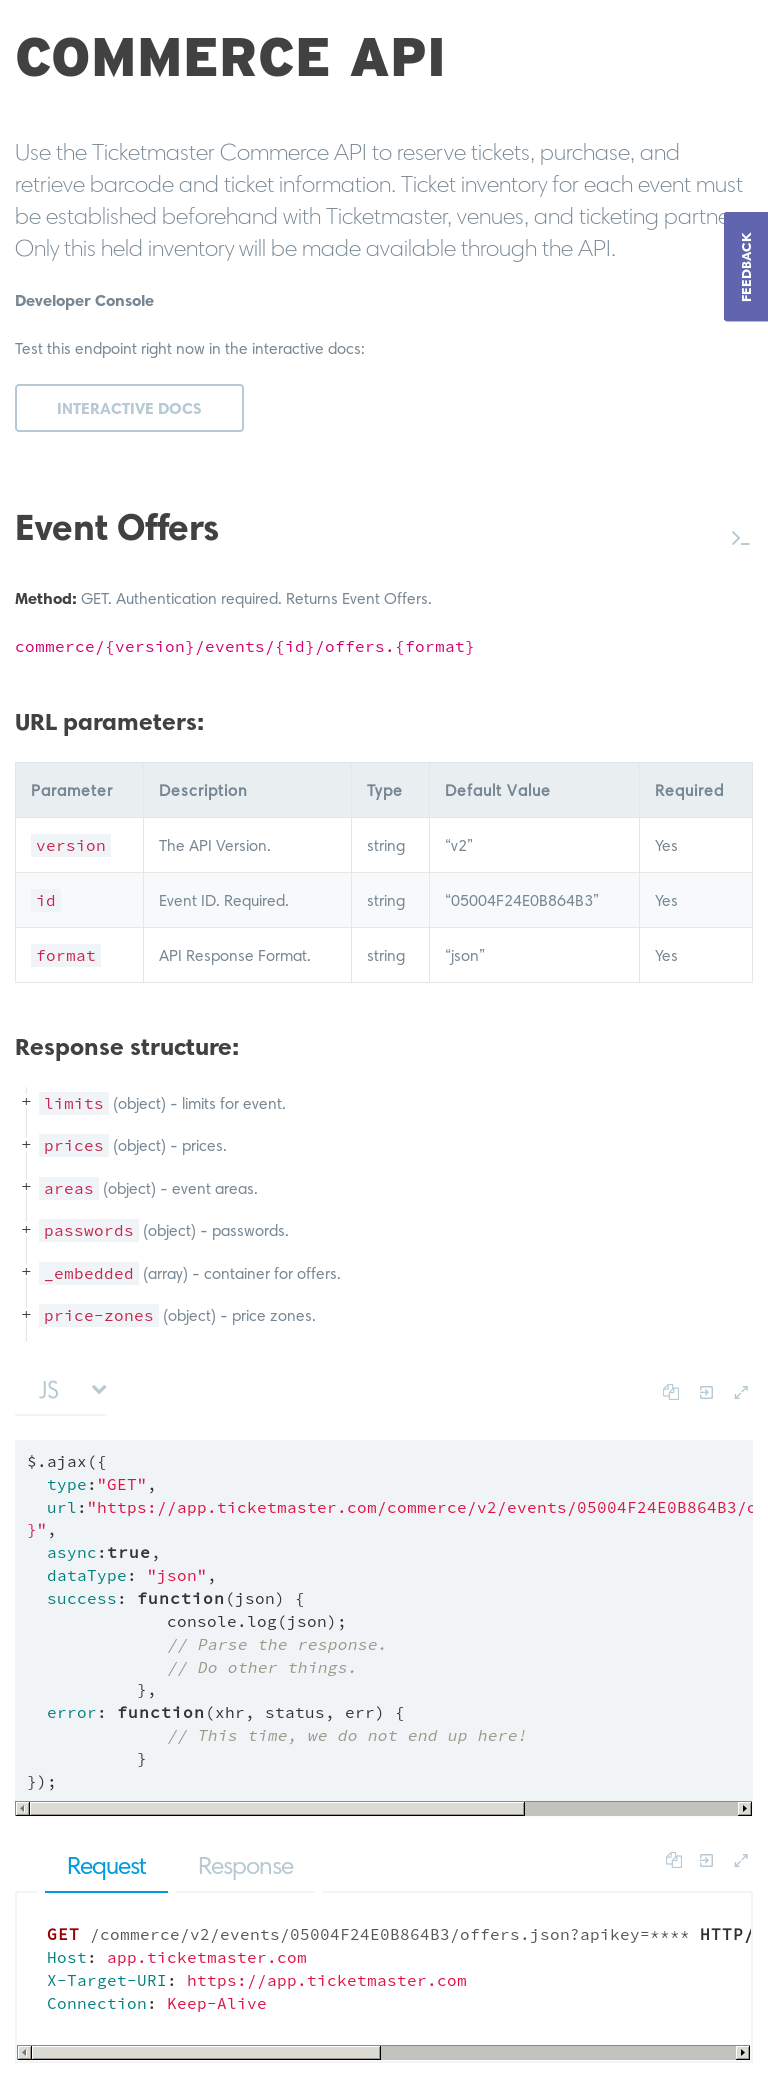 COMMERCE API
Use the Ticketmaster Commerce API to reserve tickets, purchase, and
retrieve barcode and ticket information. Ticket inventory for each event must
be established beforehand with Ticketmaster, venues, and ticketing
Only this held inventory will be made available through the API.
FEEDBACK
Developer Console
Test this endpoint right now in the interactive docs:
INTERACTIVE DOCS
Event Offers
Method: GET. Authentication required. Returns Event Offers.
commerce/{version}/events/{id}/offers.{format}
URL parameters:
Parameter Description Type Default Value Required
version The API Version. string “v2” Yes
id Event ID. Required. string “05004F24E0B864B3” Yes
format API Response Format. string “json” Yes
Response structure:
+ limits (object) - limits for event.
+ prices (object) - prices.
+ areas (object) - event areas.
+ passwords (object) - passwords.
+ _embedded (array) - container for offers.
+ price-zones (object) - price zones.
JS
$.ajax({
type:"GET",
url:"https://app.ticketmaster.com/commerce/v2/events/05004F24E0B864B3/
}",
async:true,
dataType: "json",
success: function(json) {
console.log(json);
// Parse the response.
// Do other things.
},
error: function(xhr, status, err) {
// This time, we do not end up here!
}
});
Request Response
GET /commerce/v2/events/05004F24E0B864B3/offers.json?apikey=**** HTTP/
Host: app.ticketmaster.com
X-Target-URI: https://app.ticketmaster.com
Connection: Keep-Alive